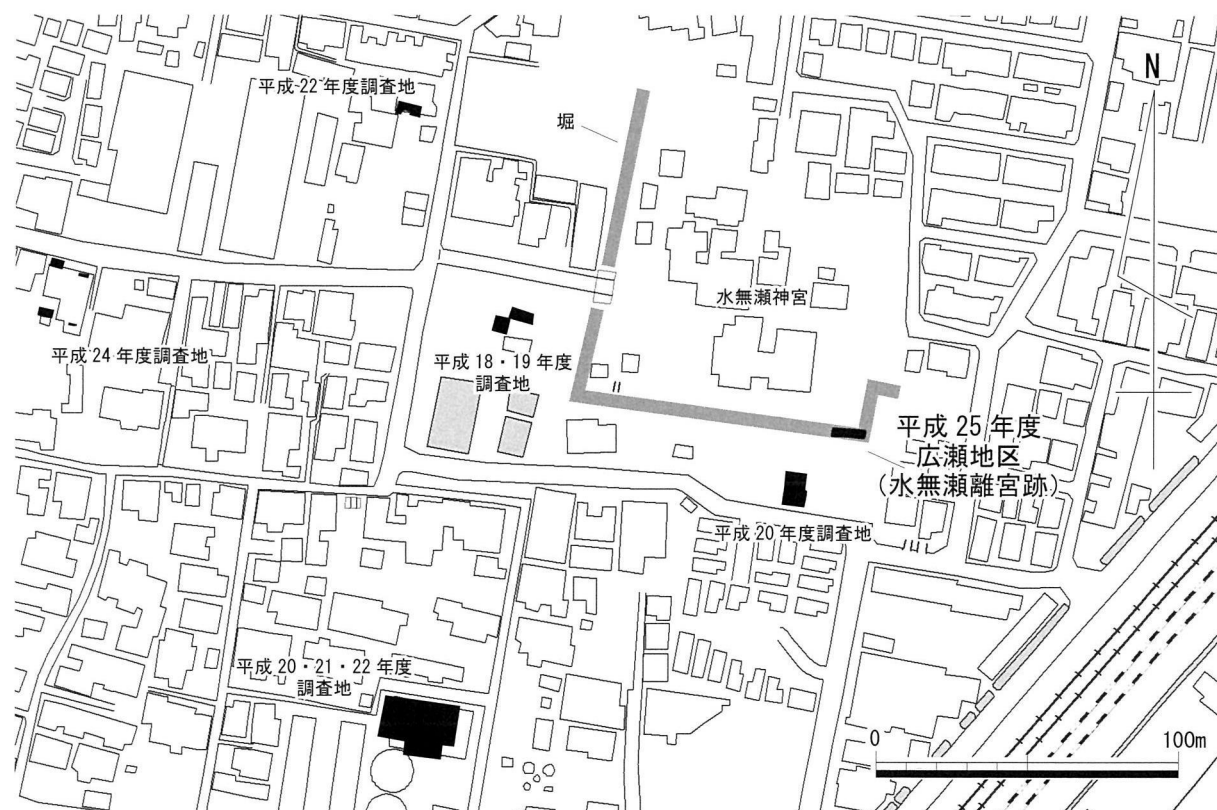 平成 22 年度調査地
N
堀
水無瀬神宮
平成 24 年度調査地
平成 18・19 年度
調査地
平成 25 年度
広瀬地区
（水無瀬離宮跡）
平成 20 年度調査地
平成 20・21・22 年度
調査地
0
100m